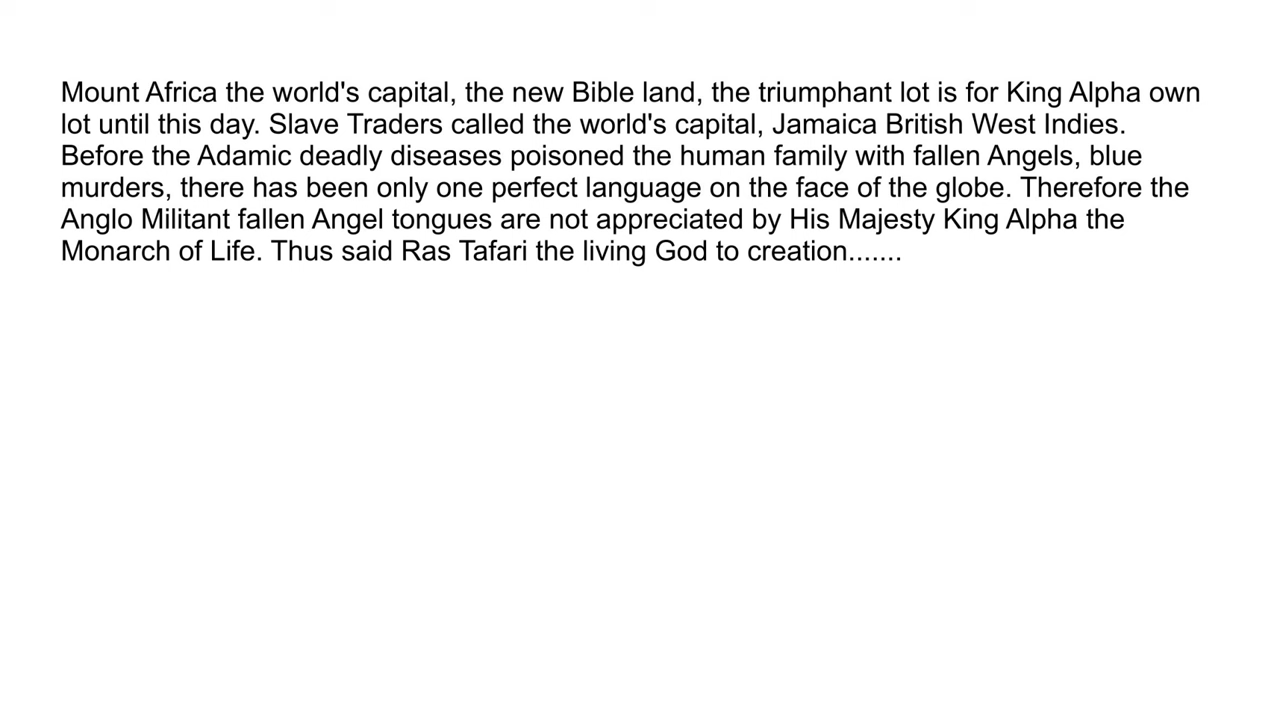 Mount Africa the world's capital, the new Bible land, the triumphant lot is for King Alpha own
lot until this day. Slave Traders called the world's capital, Jamaica British West Indies.
Before the Adamic deadly diseases poisoned the human family with fallen Angels, blue
murders, there has been only one perfect language on the face of the globe. Therefore the
Anglo Militant fallen Angel tongues are not appreciated by His Majesty King Alpha the
Monarch of Life. Thus said Ras Tafari the living God to creation.......